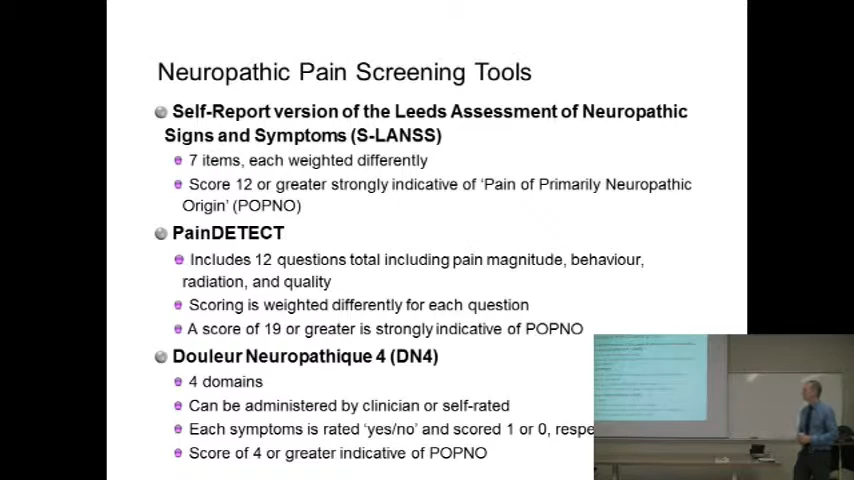 Neuropathic Pain Screening Tools
Self-Report version of the Leeds Assessment of Neuropathic
Signs and Symptoms (S-LANSS)
7 items, each weighted differently
Score 12 or greater strongly indicative of ‘Pain of Primarily Neuropathic
Origin’ (POPNO)
PainDETECT
Includes 12 questions total including pain magnitude, behaviour,
radiation, and quality
Scoring is weighted differently for each question
A score of 19 or greater is strongly indicative of POPNO
Douleur Neuropathique 4 (DN4)
4 domains
Can be administered by clinician or self-rated
Each symptoms is rated ‘yes/no’ and scored 1 or 0, respe
Score of 4 or greater indicative of POPNO